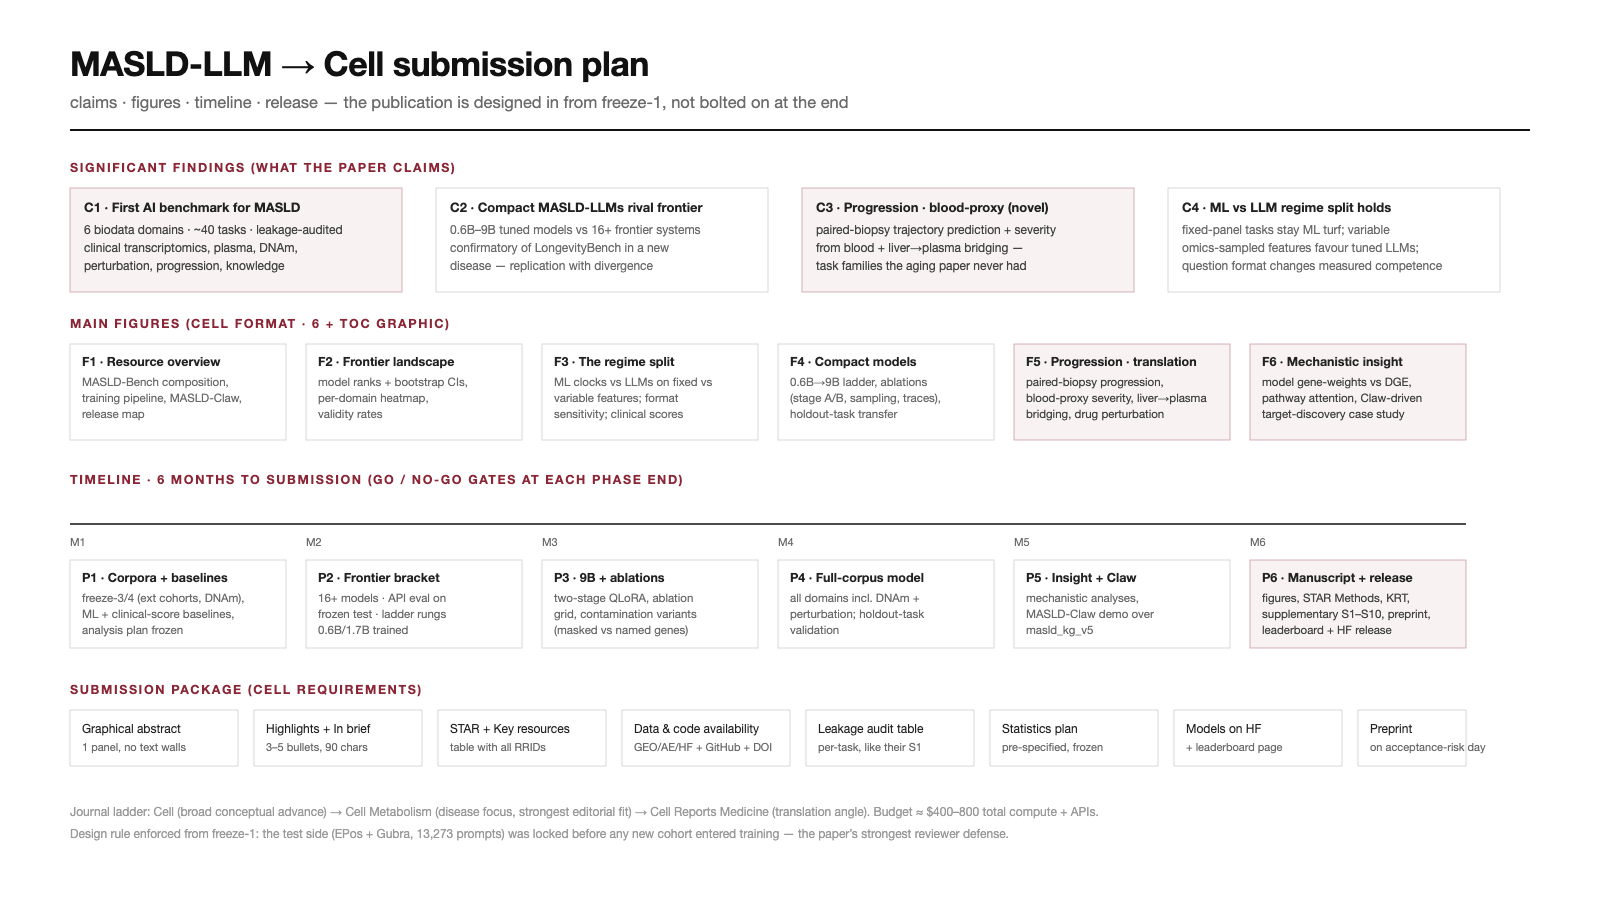 MASLD-LLM → Cell submission plan
claims · figures · timeline · release — the publication is designed in from freeze-1, not bolted on at the end
SIGNIFICANT FINDINGS (WHAT THE PAPER CLAIMS)
C1 · First AI benchmark for MASLD
6 biodata domains · ~40 tasks · leakage-audited
clinical transcriptomics, plasma, DNAm,
perturbation, progression, knowledge
C2 · Compact MASLD-LLMs rival frontier
0.6B–9B tuned models vs 16+ frontier systems
confirmatory of LongevityBench in a new
disease — replication with divergence
C3 · Progression · blood-proxy (novel)
paired-biopsy trajectory prediction + severity
from blood + liver→plasma bridging —
task families the aging paper never had
C4 · ML vs LLM regime split holds
fixed-panel tasks stay ML turf; variable
omics-sampled features favour tuned LLMs;
question format changes measured competence
MAIN FIGURES (CELL FORMAT · 6 + TOC GRAPHIC)
F1 · Resource overview
MASLD-Bench composition,
training pipeline, MASLD-Claw,
release map
F2 · Frontier landscape
model ranks + bootstrap CIs,
per-domain heatmap,
validity rates
F3 · The regime split
ML clocks vs LLMs on fixed vs
variable features; format
sensitivity; clinical scores
F4 · Compact models
0.6B→9B ladder, ablations
(stage A/B, sampling, traces),
holdout-task transfer
F5 · Progression · translation
paired-biopsy progression,
blood-proxy severity, liver→plasma
bridging, drug perturbation
F6 · Mechanistic insight
model gene-weights vs DGE,
pathway attention, Claw-driven
target-discovery case study
TIMELINE · 6 MONTHS TO SUBMISSION (GO / NO-GO GATES AT EACH PHASE END)
M1
M2
M3
M4
M5
M6
P1 · Corpora + baselines
freeze-3/4 (ext cohorts, DNAm),
ML + clinical-score baselines,
analysis plan frozen
P2 · Frontier bracket
16+ models · API eval on
frozen test · ladder rungs
0.6B/1.7B trained
P3 · 9B + ablations
two-stage QLoRA, ablation
grid, contamination variants
(masked vs named genes)
P4 · Full-corpus model
all domains incl. DNAm +
perturbation; holdout-task
validation
P5 · Insight + Claw
mechanistic analyses,
MASLD-Claw demo over
masld_kg_v5
P6 · Manuscript + release
figures, STAR Methods, KRT,
supplementary S1–S10, preprint,
leaderboard + HF release
SUBMISSION PACKAGE (CELL REQUIREMENTS)
Graphical abstract
1 panel, no text walls
Highlights + In brief
3–5 bullets, 90 chars
STAR + Key resources
table with all RRIDs
Data & code availability
GEO/AE/HF + GitHub + DOI
Leakage audit table
per-task, like their S1
Statistics plan
pre-specified, frozen
Models on HF
+ leaderboard page
Preprint
on acceptance-risk day
Journal ladder: Cell (broad conceptual advance) → Cell Metabolism (disease focus, strongest editorial fit) → Cell Reports Medicine (translation angle). Budget ≈ $400–800 total compute + APIs.
Design rule enforced from freeze-1: the test side (EPos + Gubra, 13,273 prompts) was locked before any new cohort entered training — the paper's strongest reviewer defense.